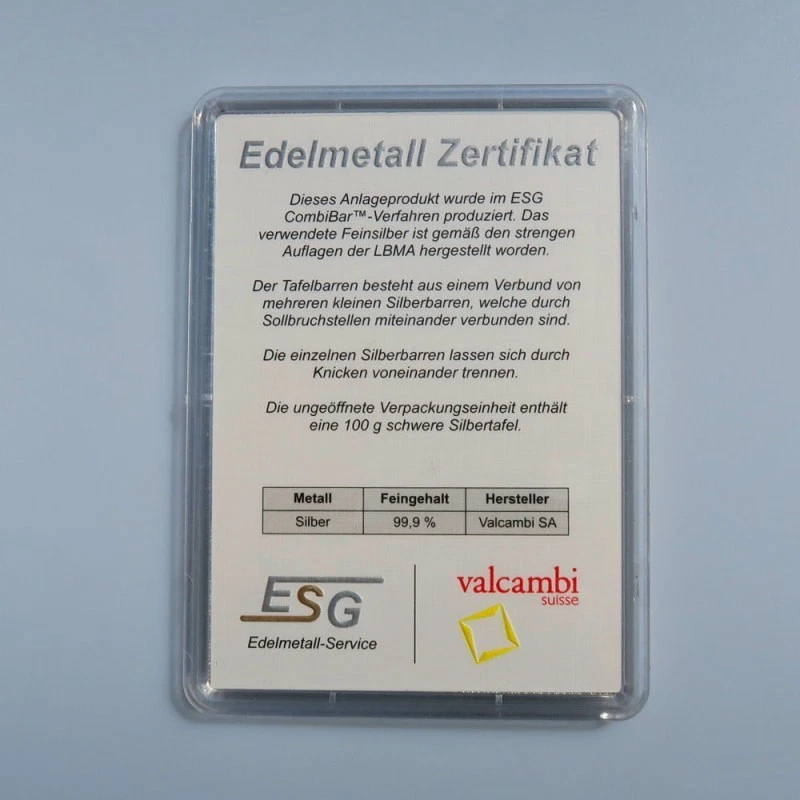 Edelmetall Zertifikat
Dieses Anlageprodukt wurde im ESG
CombiBar™-Verfahren produziert. Das
verwendete Feinsilber ist gemäß den strengen
Auflagen der LBMA hergestellt worden.
Der Tafelbarren besteht aus einem Verbund von
mehreren kleinen Silberbarren, welche durch
Sollbruchstellen miteinander verbunden sind.
Die einzelnen Silberbarren lassen sich durch
Knicken voneinander trennen.
Die ungeöffnete Verpackungseinheit enthält
eine 100 g schwere Silbertafel.
Metall Feingehalt Hersteller
Silber 99,9 % Valcambi SA
ESG
Edelmetall-Service
valcambi
suisse